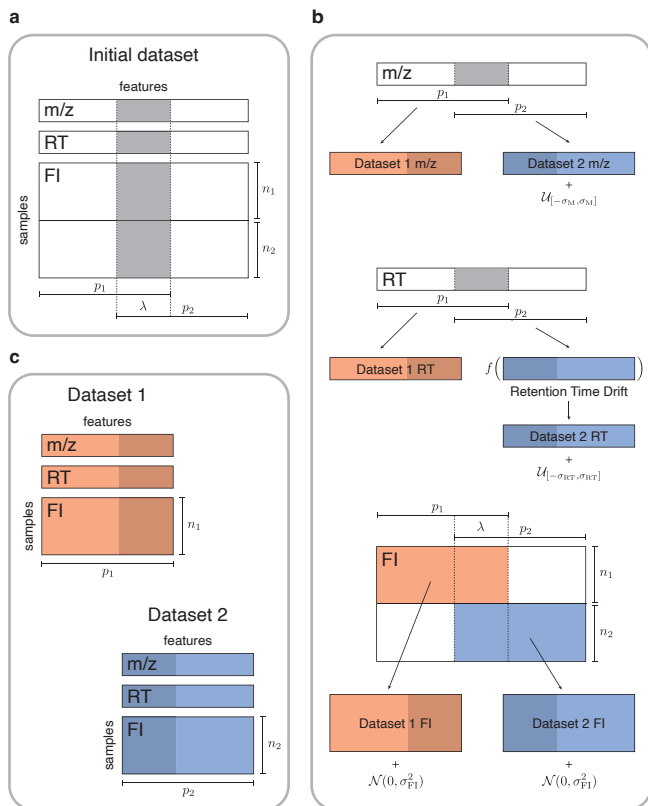 a
Initial dataset
features
m/z
RT
FI
samples
n₁
n₂
p₁
λ
p₂
b
m/z
p₁
p₂
Dataset 1 m/z
Dataset 2 m/z
+
𝒰[−σM,σM]
RT
p₁
p₂
Dataset 1 RT
f( )
Retention Time Drift
Dataset 2 RT
+
𝒰[−σRT,σRT]
p₁
λ
p₂
FI
n₁
n₂
Dataset 1 FI
Dataset 2 FI
+
+
𝒩(0, σ²FI)
𝒩(0, σ²FI)
c
Dataset 1
features
m/z
RT
FI
samples
n₁
p₁
Dataset 2
features
m/z
RT
FI
samples
n₂
p₂